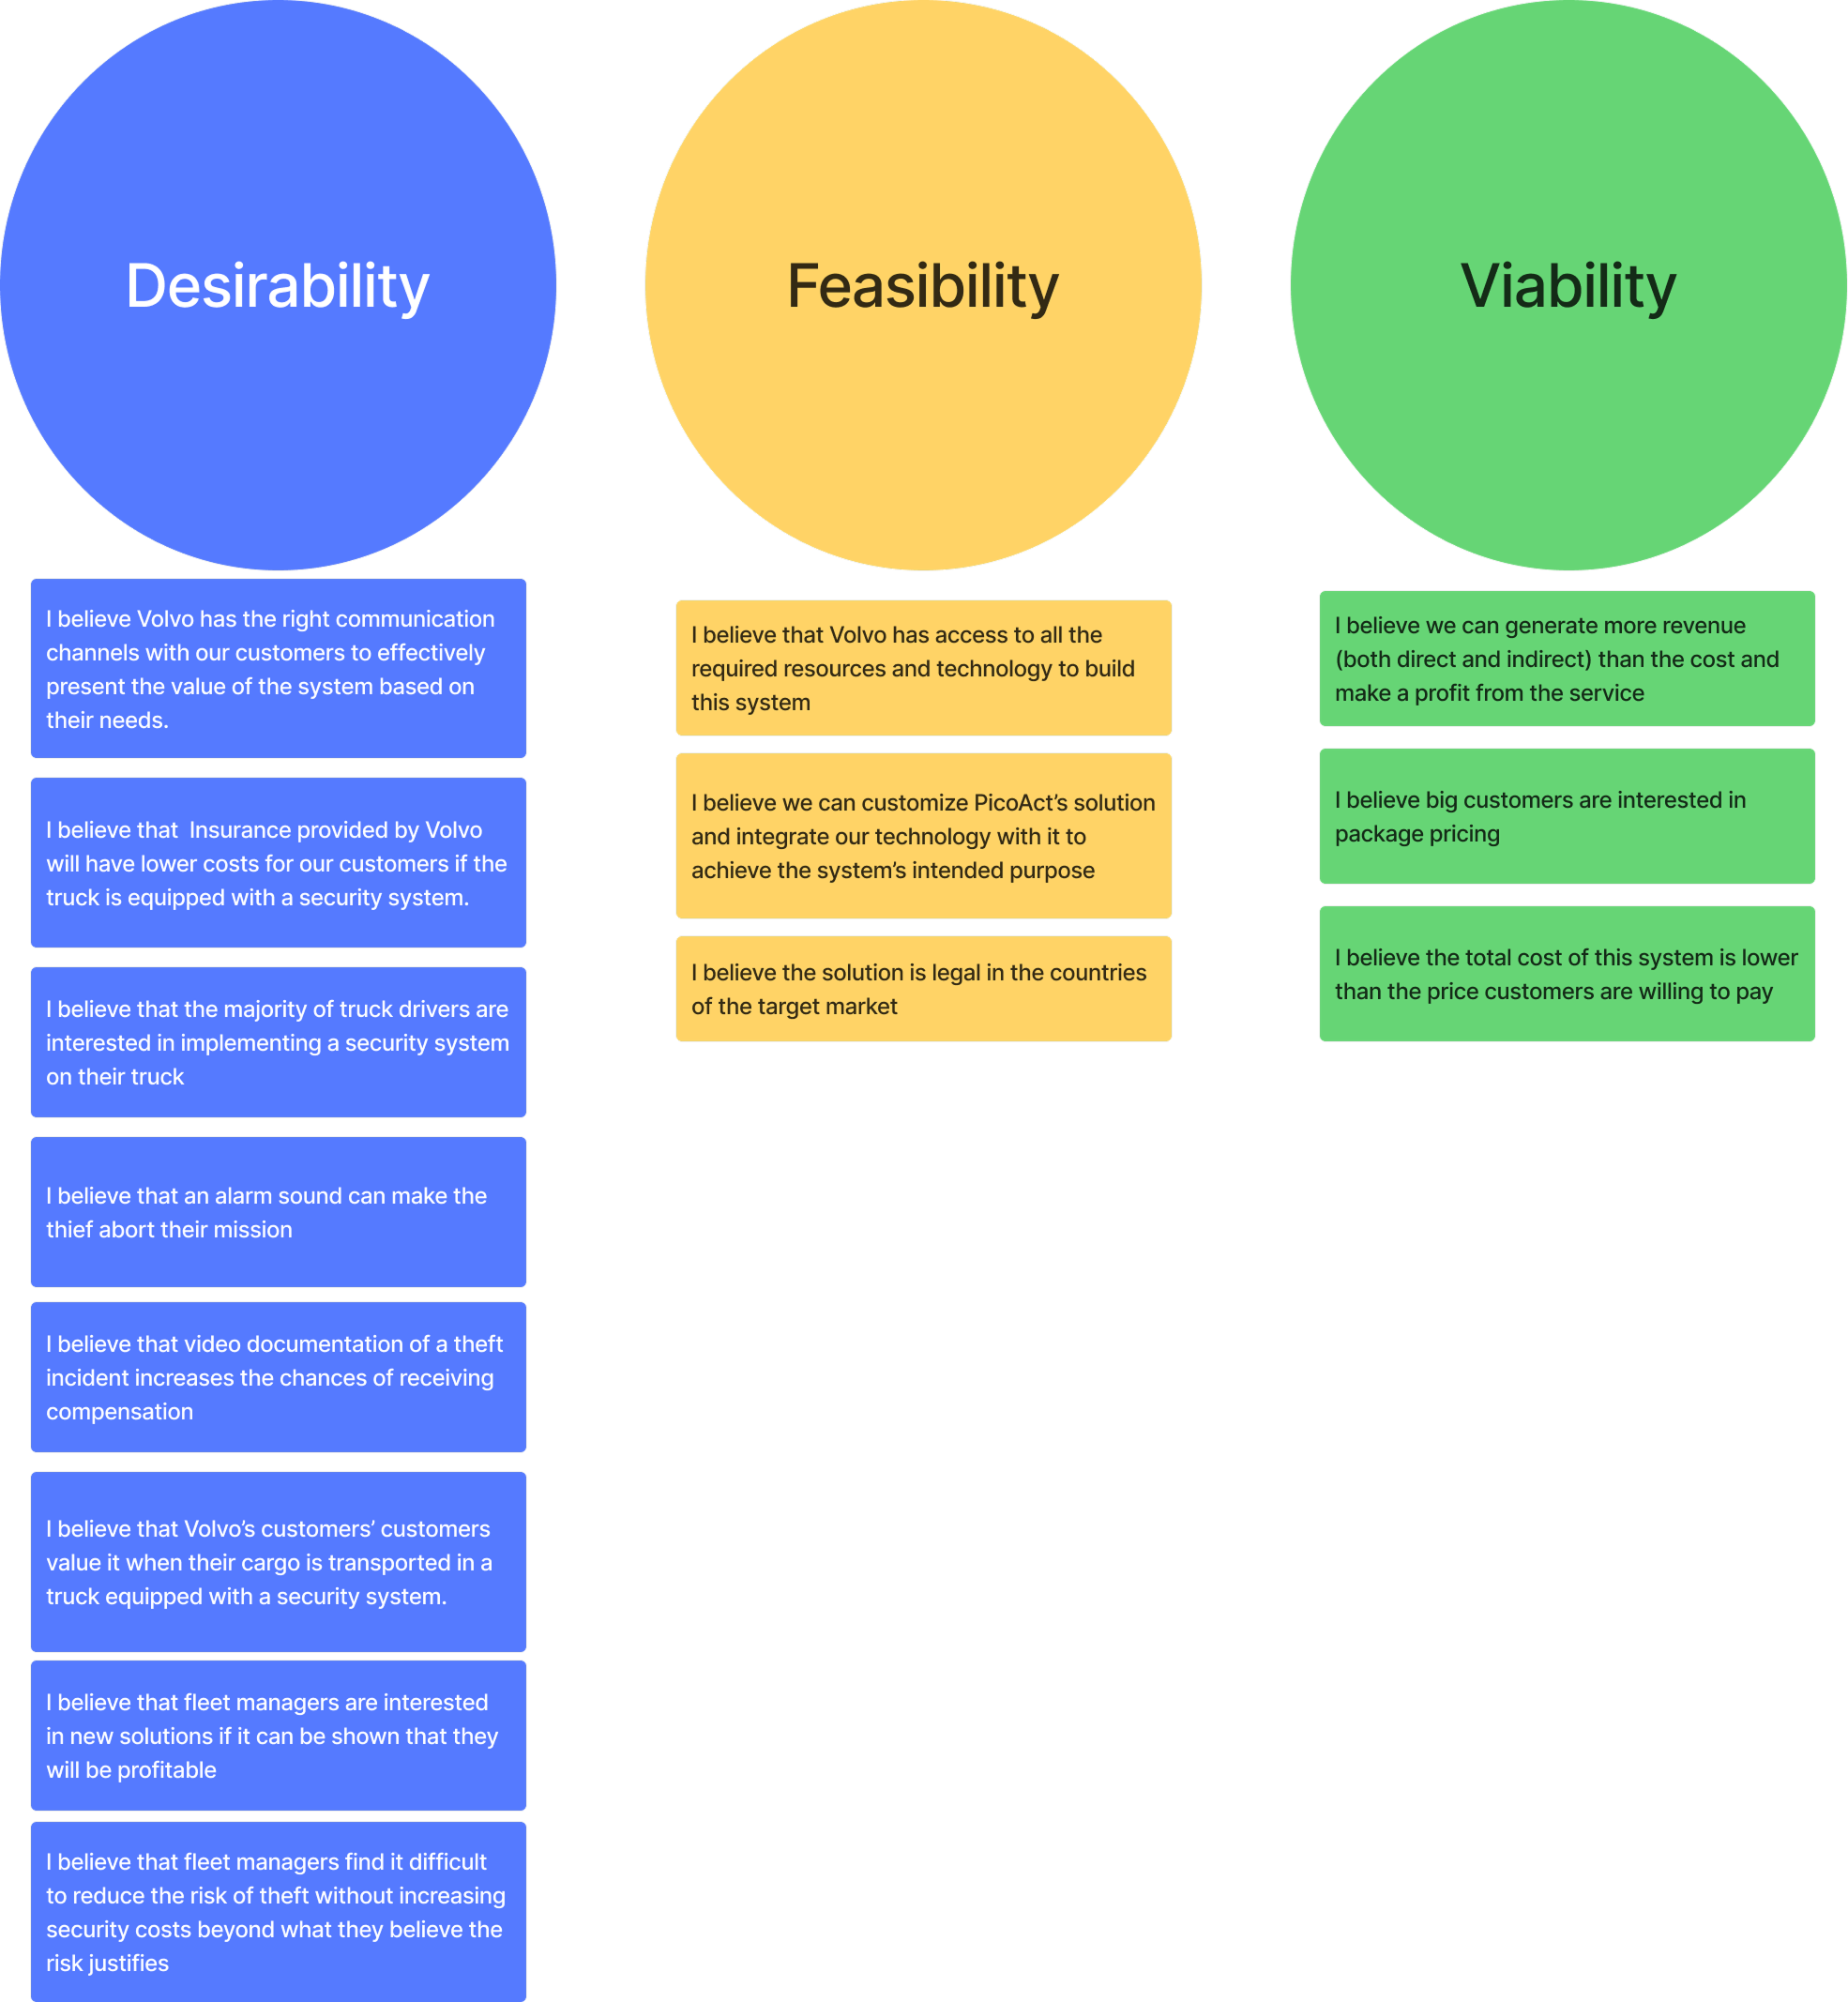 Desirability
I believe Volvo has the right communication
channels with our customers to effectively
present the value of the system based on
their needs.
I believe that  Insurance provided by Volvo
will have lower costs for our customers if the
truck is equipped with a security system.
I believe that the majority of truck drivers are
interested in implementing a security system
on their truck
I believe that an alarm sound can make the
thief abort their mission
I believe that video documentation of a theft
incident increases the chances of receiving
compensation
I believe that Volvo’s customers’ customers
value it when their cargo is transported in a
truck equipped with a security system.
I believe that fleet managers are interested
in new solutions if it can be shown that they
will be profitable
I believe that fleet managers find it difficult
to reduce the risk of theft without increasing
security costs beyond what they believe the
risk justifies
Feasibility
I believe that Volvo has access to all the
required resources and technology to build
this system
I believe we can customize PicoAct’s solution
and integrate our technology with it to
achieve the system’s intended purpose
I believe the solution is legal in the countries
of the target market
Viability
I believe we can generate more revenue
(both direct and indirect) than the cost and
make a profit from the service
I believe big customers are interested in
package pricing
I believe the total cost of this system is lower
than the price customers are willing to pay